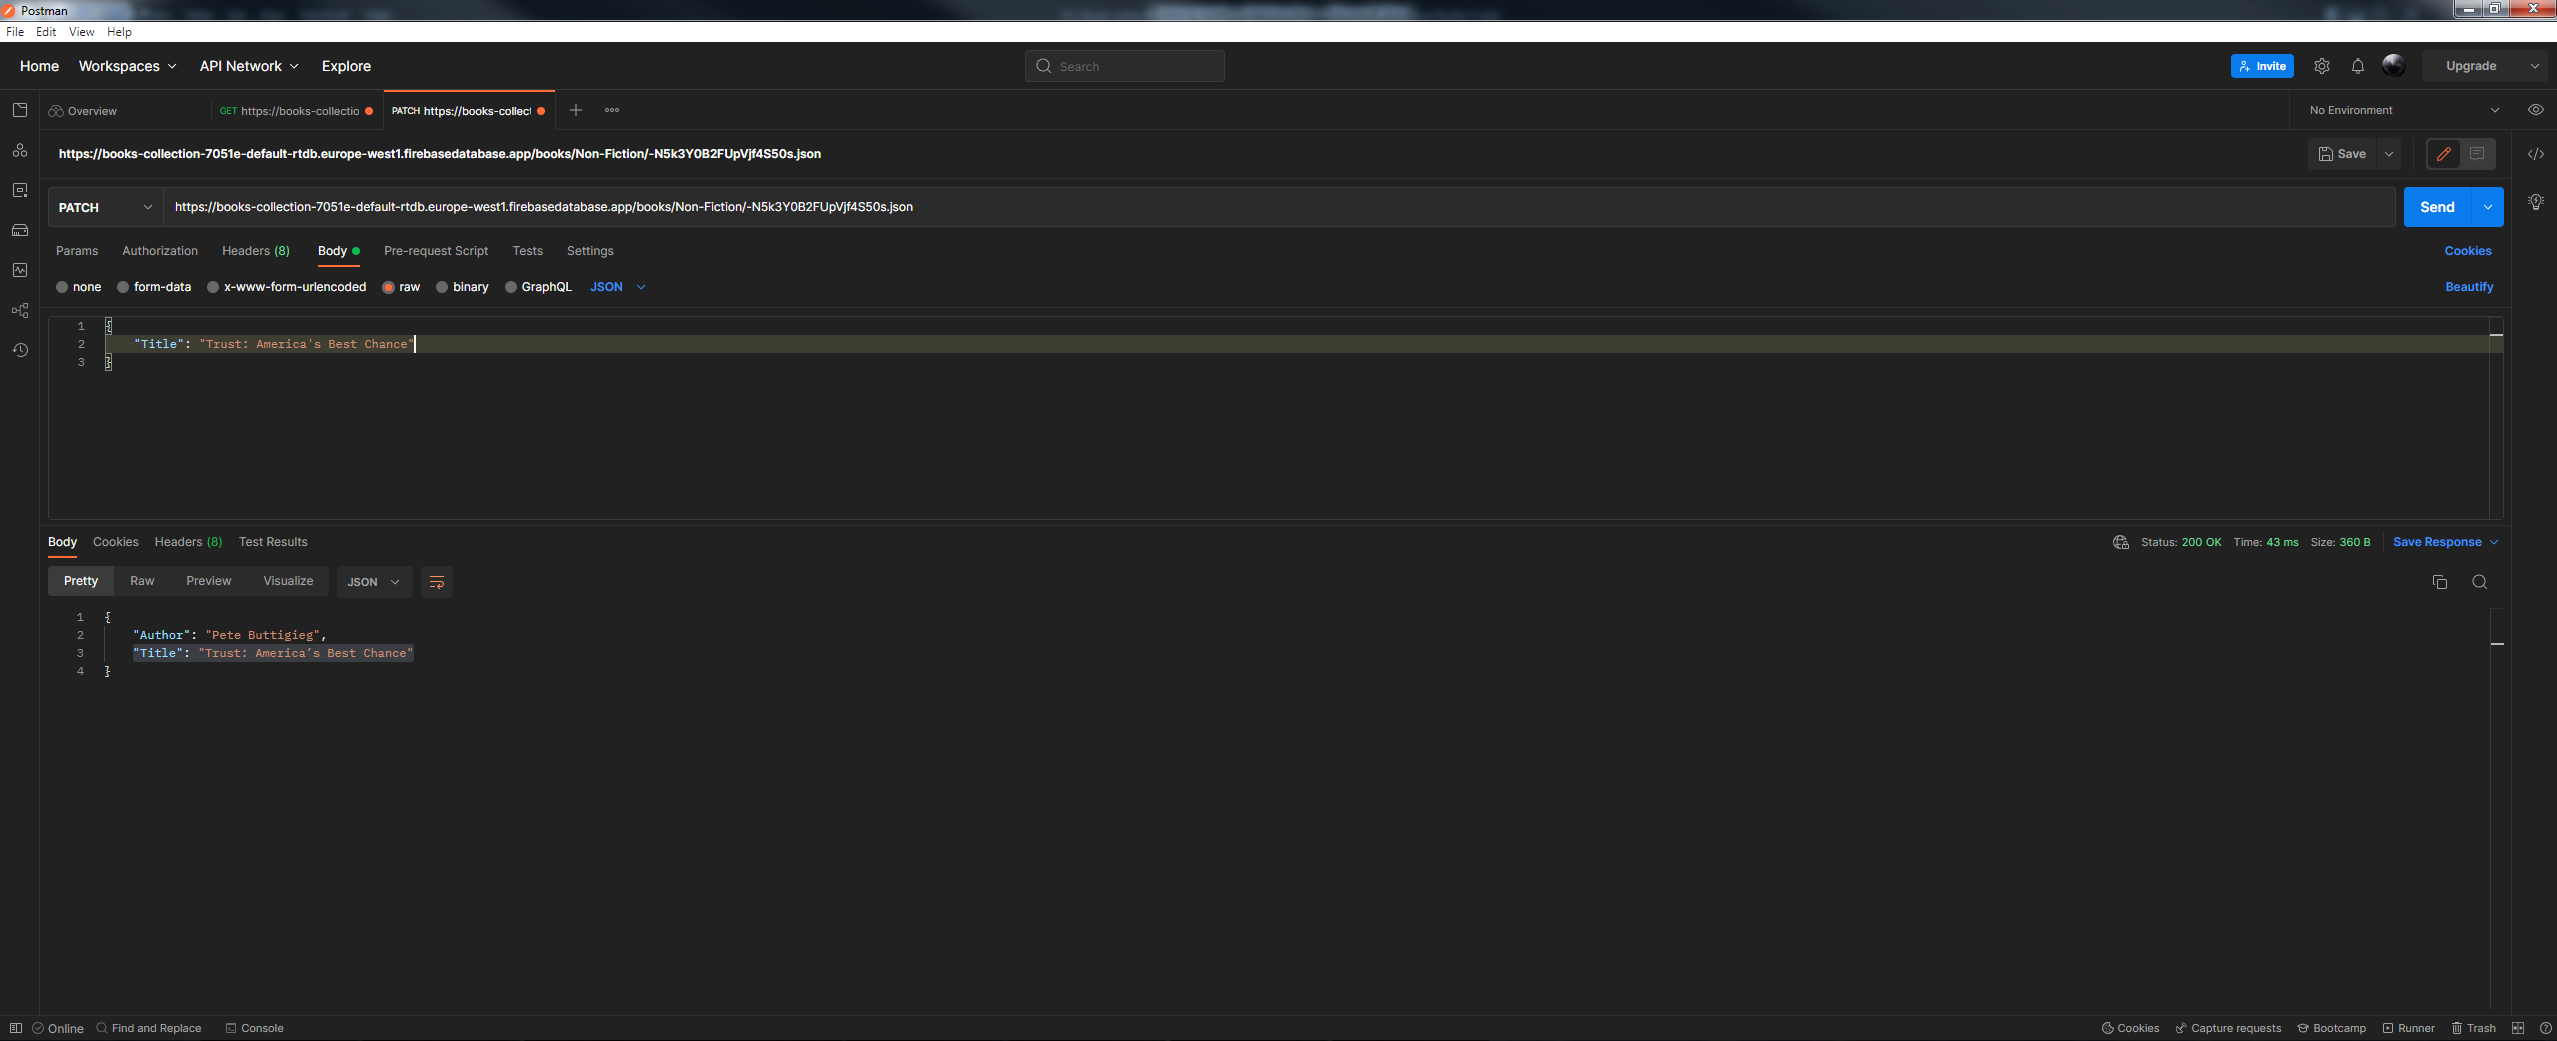 Postman
File Edit View Help
Home Workspaces API Network Explore Search Invite Upgrade
Overview GET https://books-collectio PATCH https://books-collect No Environment
https://books-collection-7051e-default-rtdb.europe-west1.firebasedatabase.app/books/Non-Fiction/-N5k3Y0B2FUpVjf4S50s.json Save
PATCH https://books-collection-7051e-default-rtdb.europe-west1.firebasedatabase.app/books/Non-Fiction/-N5k3Y0B2FUpVjf4S50s.json Send
Params Authorization Headers (8) Body Pre-request Script Tests Settings Cookies
none form-data x-www-form-urlencoded raw binary GraphQL JSON Beautify
1 {
2 "Title": "Trust: America's Best Chance"
3 }
Body Cookies Headers (8) Test Results Status: 200 OK Time: 43 ms Size: 360 B Save Response
Pretty Raw Preview Visualize JSON
1 {
2 "Author": "Pete Buttigieg",
3 "Title": "Trust: America’s Best Chance"
4 }
Online Find and Replace Console Cookies Capture requests Bootcamp Runner Trash